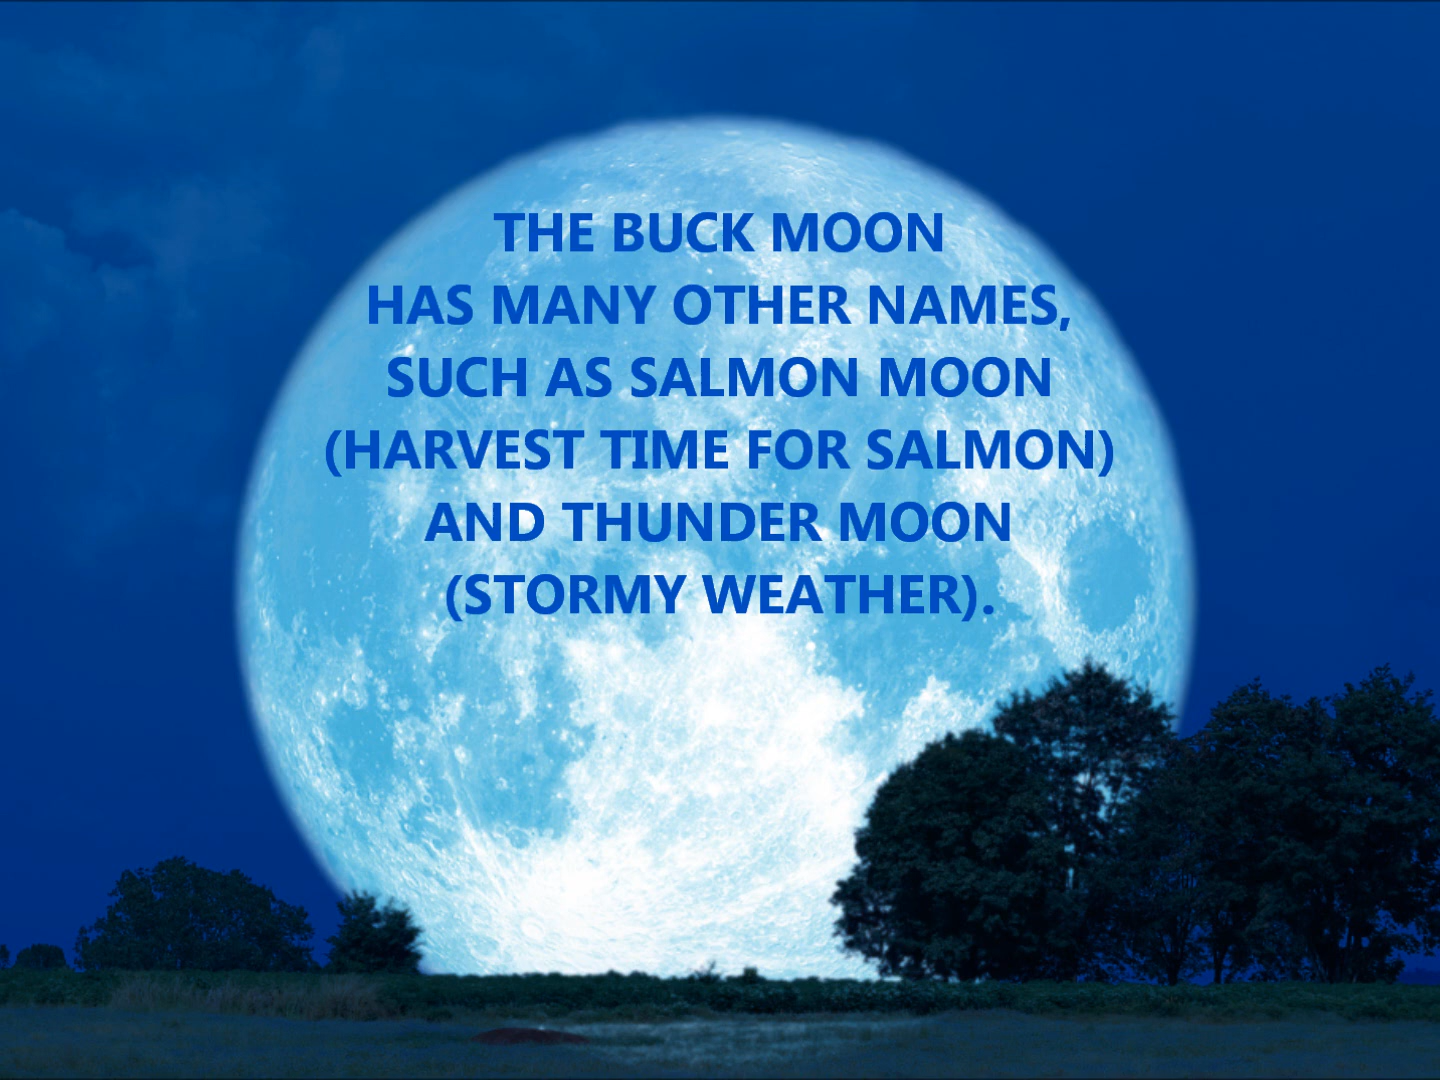 THE BUCK MOON
HAS MANY OTHER NAMES,
SUCH AS SALMON MOON
(HARVEST TIME FOR SALMON)
AND THUNDER MOON
(STORMY WEATHER).